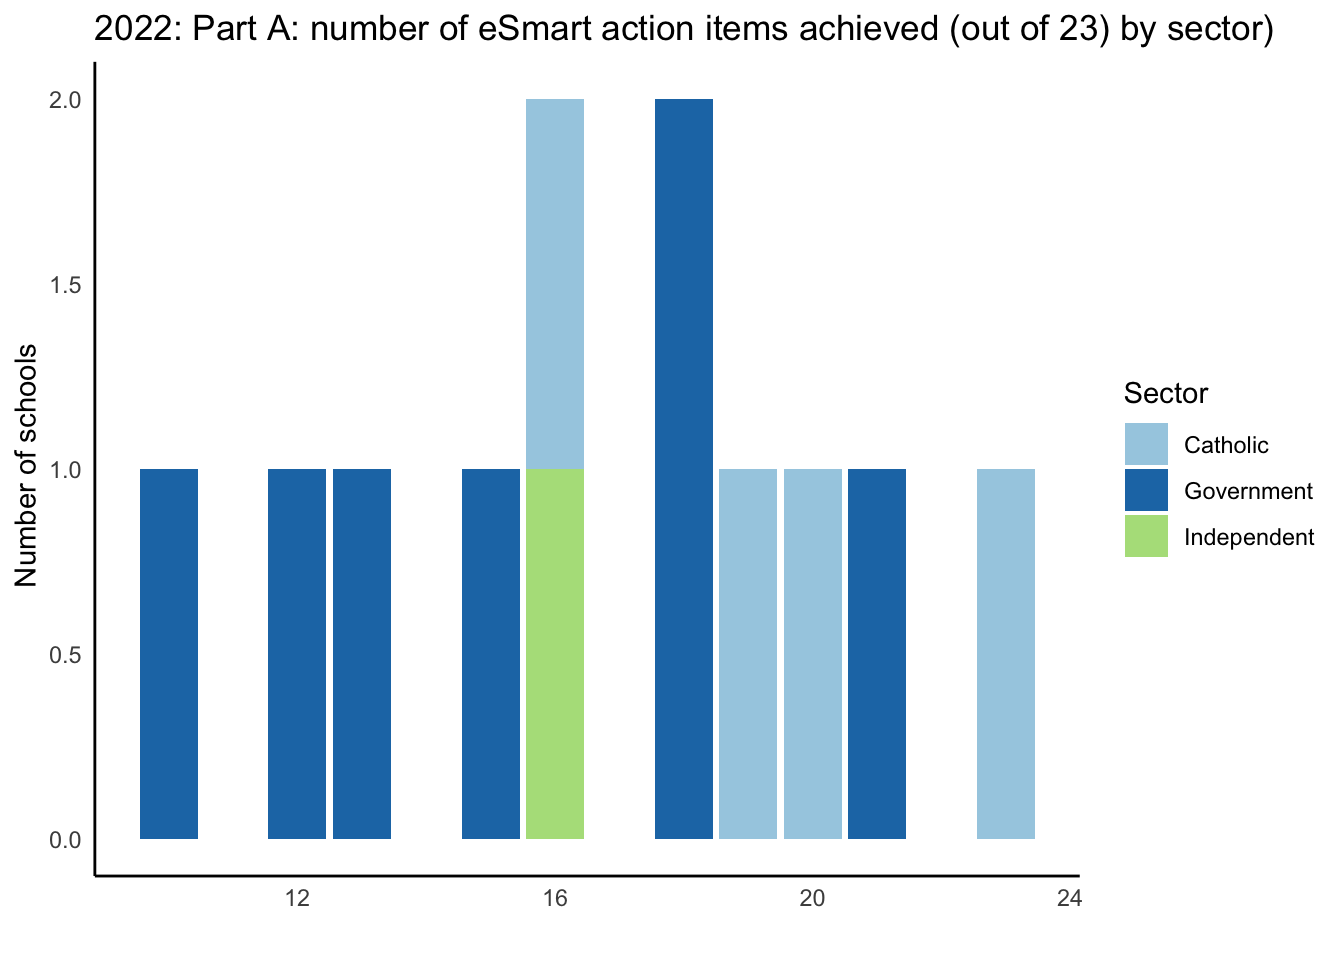 2022: Part A: number of eSmart action items achieved (out of 23) by sector)
Number of schools
2.0
1.5
1.0
0.5
0.0
12 16 20 24
Sector
Catholic
Government
Independent